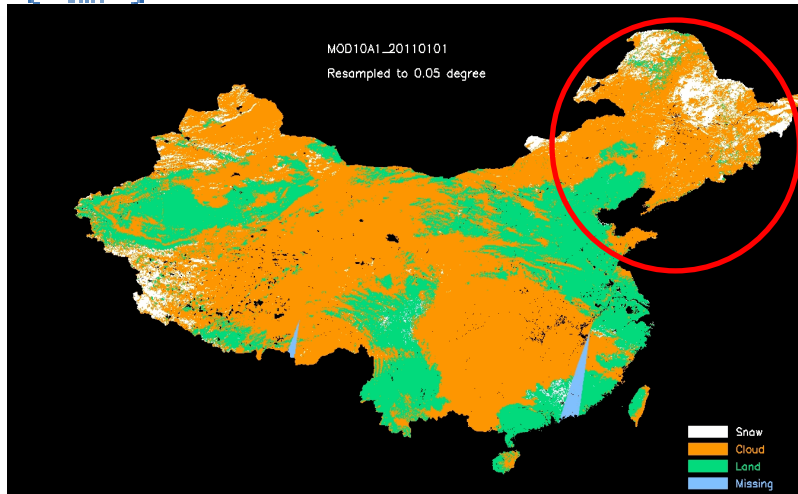 MOD10A1_20110101
Resampled to 0.05 degree
Snow
Cloud
Land
Missing